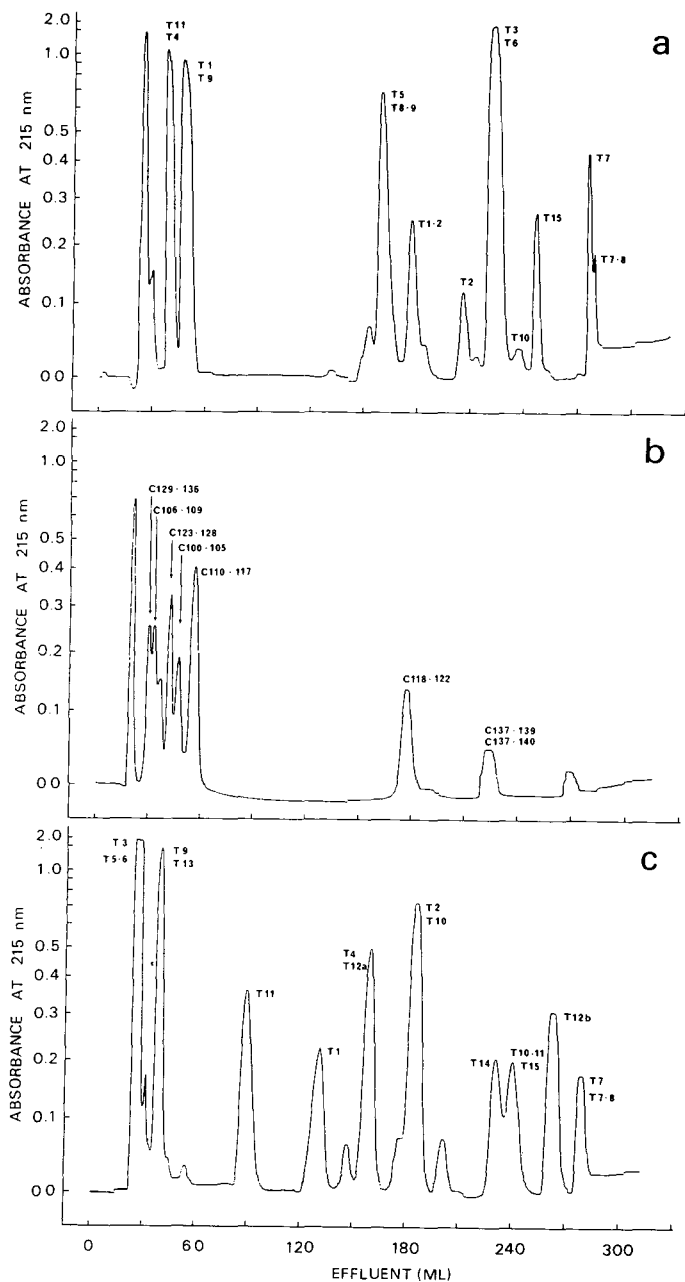 a
ABSORBANCE AT 215 nm
2.0
1.0
0.5
0.4
0.3
0.2
0.1
0.0
T11
T4
T1
T9
T5
T8-9
T1-2
T2
T3
T6
T10
T15
T7
T7-8
b
ABSORBANCE AT 215 nm
2.0
1.0
0.5
0.4
0.3
0.2
0.1
0.0
C129-136
C106-109
C123-128
C100-105
C110-117
C118-122
C137-139
C137-140
c
ABSORBANCE AT 215 nm
2.0
1.0
0.5
0.4
0.3
0.2
0.1
0.0
T3
T5-6
T9
T13
T11
T1
T4
T12a
T2
T10
T14
T10-11
T15
T12b
T7
T7-8
0 60 120 180 240 300
EFFLUENT (ML)